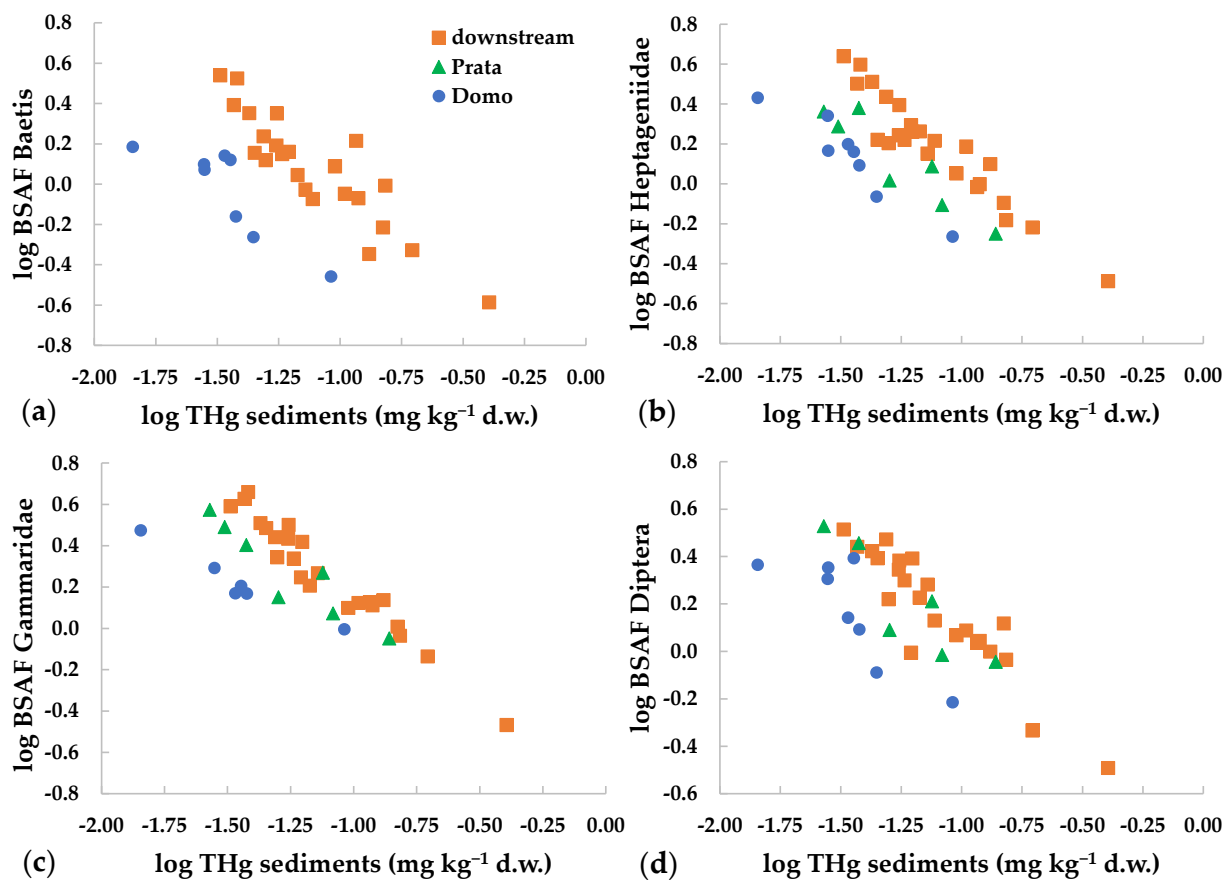 0.8
0.6
0.4
0.2
0.0
-0.2
-0.4
-0.6
-0.8
log BSAF Baetis
downstream
Prata
Domo
-2.00 -1.75 -1.50 -1.25 -1.00 -0.75 -0.50 -0.25 0.00
(a) log THg sediments (mg kg⁻¹ d.w.)
0.8
0.6
0.4
0.2
0.0
-0.2
-0.4
-0.6
-0.8
log BSAF Heptageniidae
-2.00 -1.75 -1.50 -1.25 -1.00 -0.75 -0.50 -0.25 0.00
(b) log THg sediments (mg kg⁻¹ d.w.)
0.8
0.6
0.4
0.2
0.0
-0.2
-0.4
-0.6
-0.8
log BSAF Gammaridae
-2.00 -1.75 -1.50 -1.25 -1.00 -0.75 -0.50 -0.25 0.00
(c) log THg sediments (mg kg⁻¹ d.w.)
0.8
0.6
0.4
0.2
0.0
-0.2
-0.4
-0.6
log BSAF Diptera
-2.00 -1.75 -1.50 -1.25 -1.00 -0.75 -0.50 -0.25 0.00
(d) log THg sediments (mg kg⁻¹ d.w.)